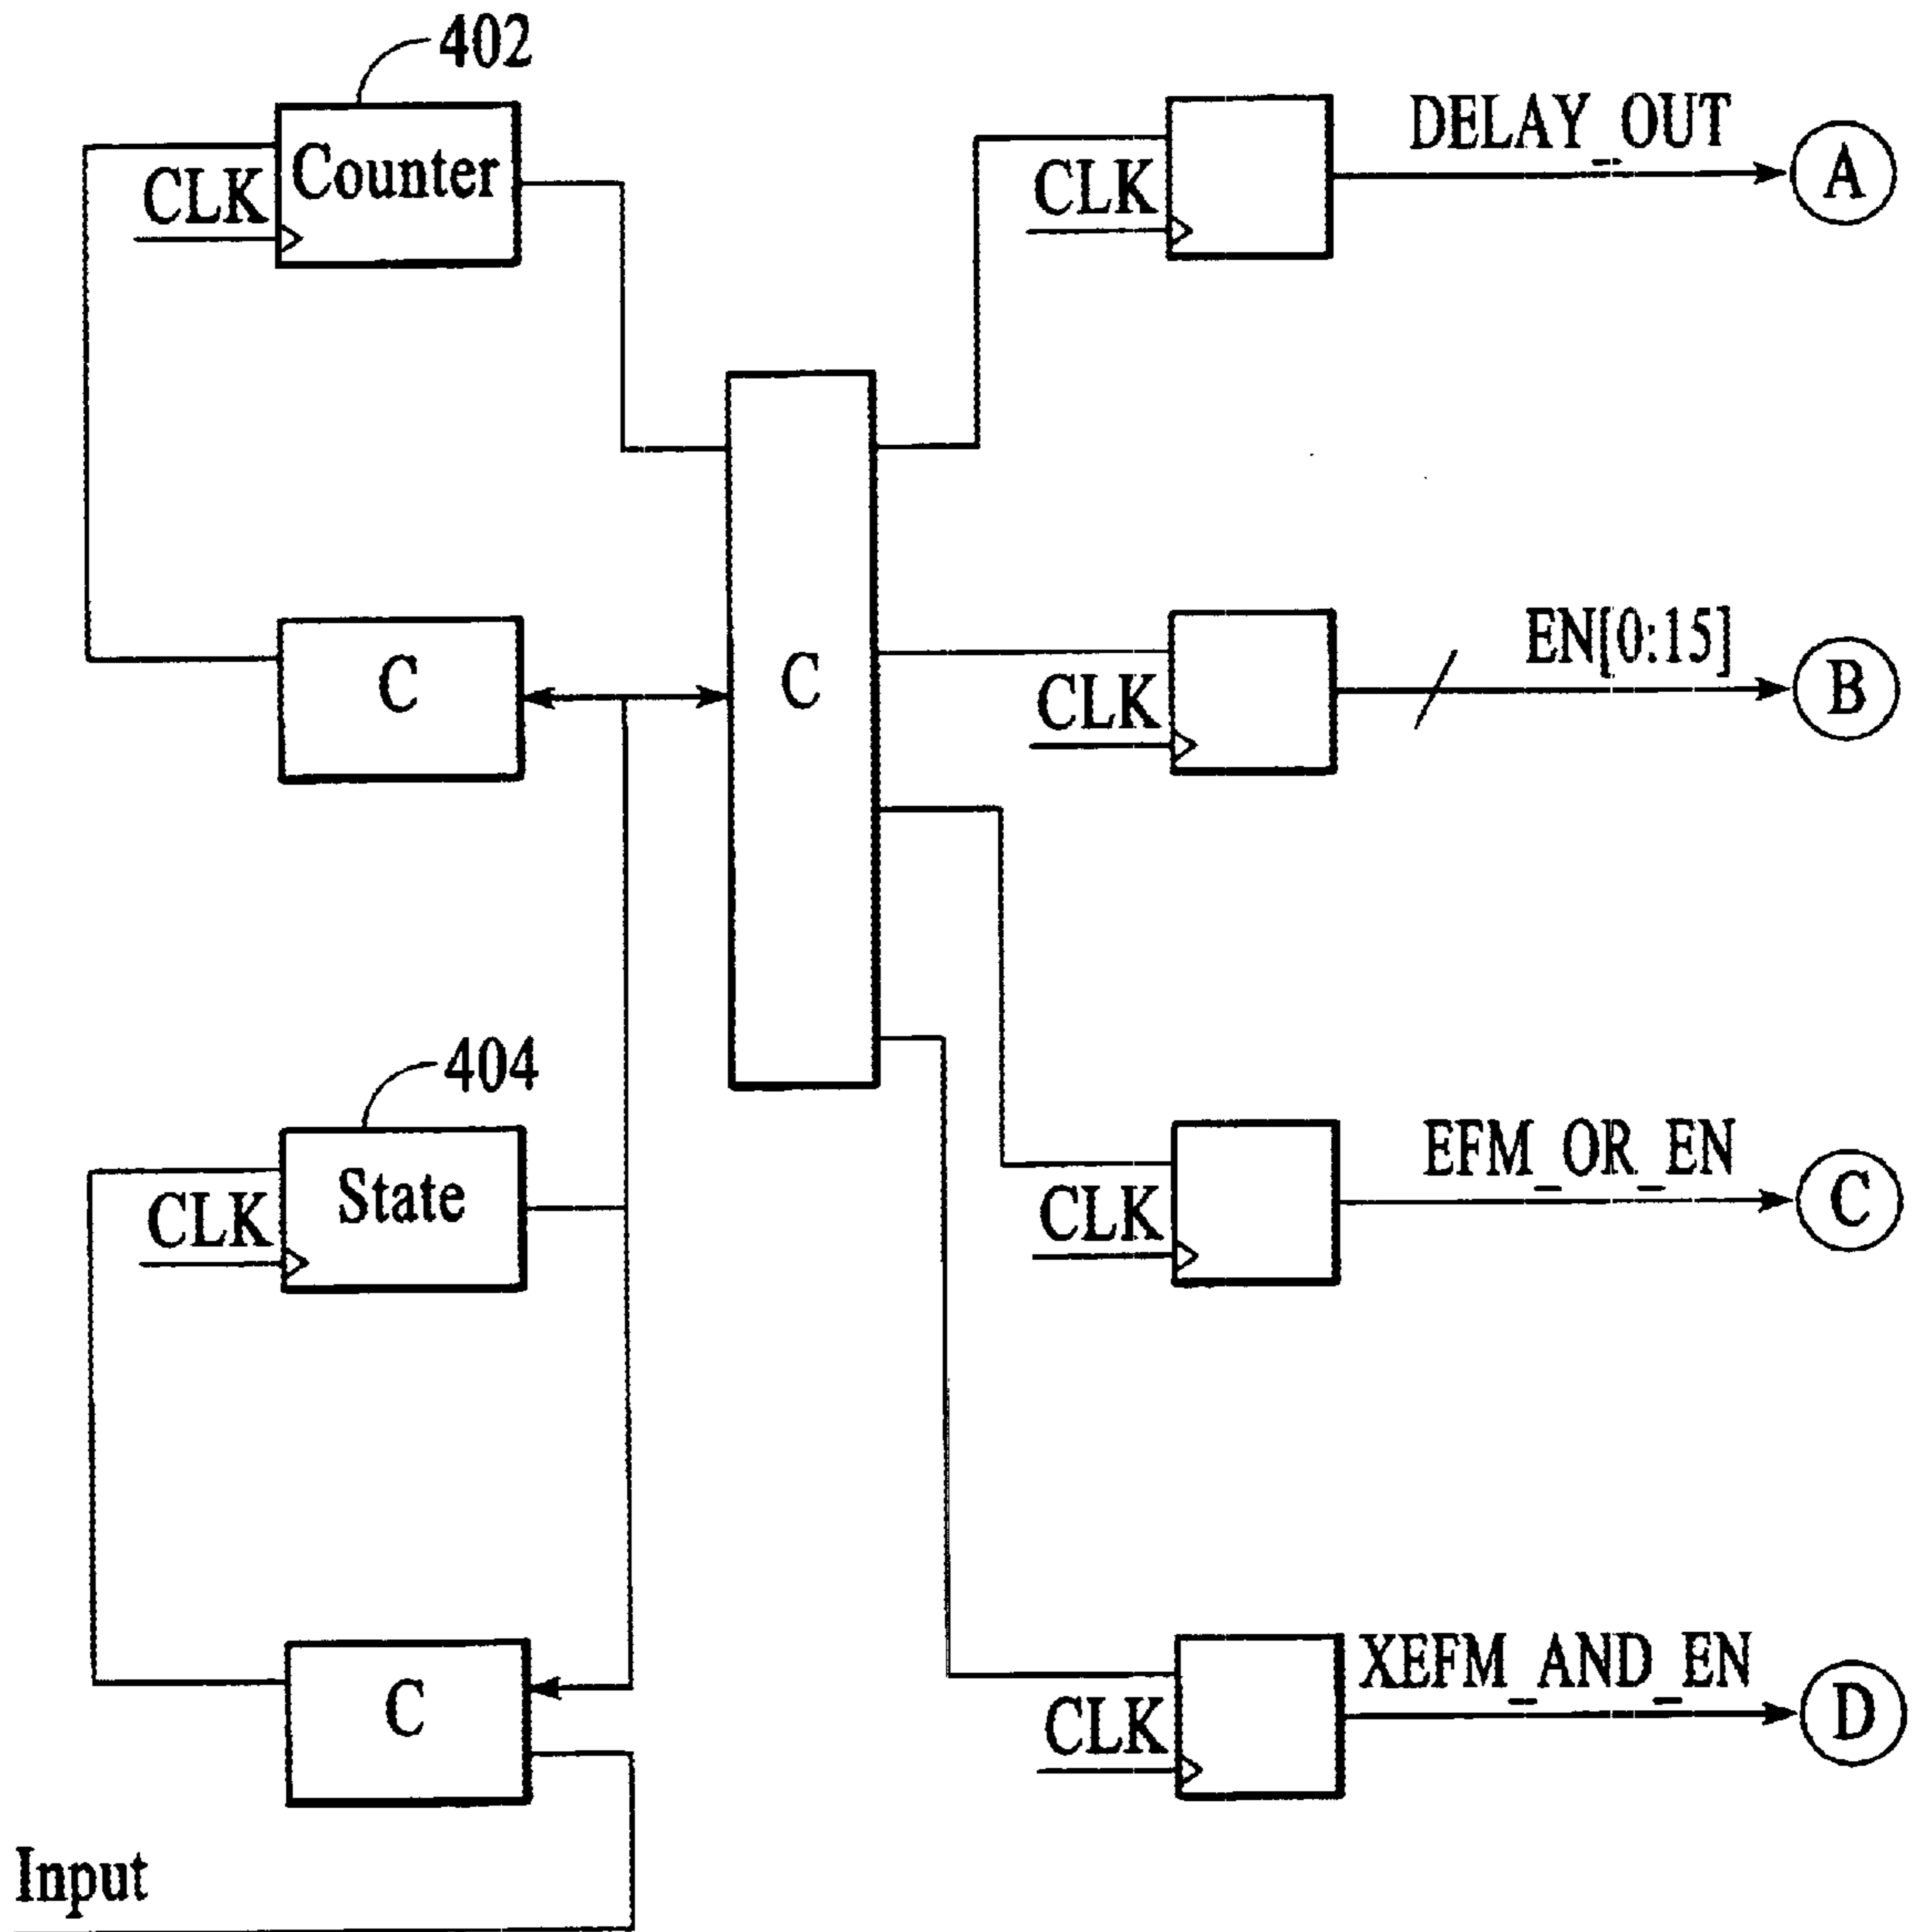 402
Counter
CLK
CLK
DELAY_OUT
A
C
C
CLK
EN[0:15]
B
404
State
CLK
CLK
EFM_OR_EN
C
C
CLK
XEFM_AND_EN
D
Input